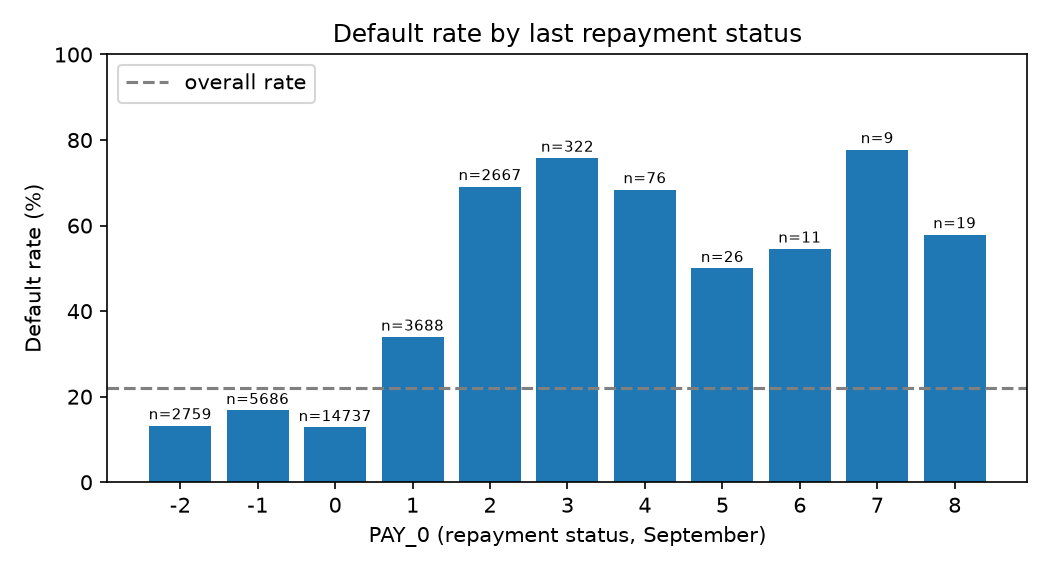 Default rate by last repayment status
100
80
60
40
20
0
Default rate (%)
overall rate
n=2759
n=5686
n=14737
n=3688
n=2667
n=322
n=76
n=26
n=11
n=9
n=19
-2 -1 0 1 2 3 4 5 6 7 8
PAY_0 (repayment status, September)